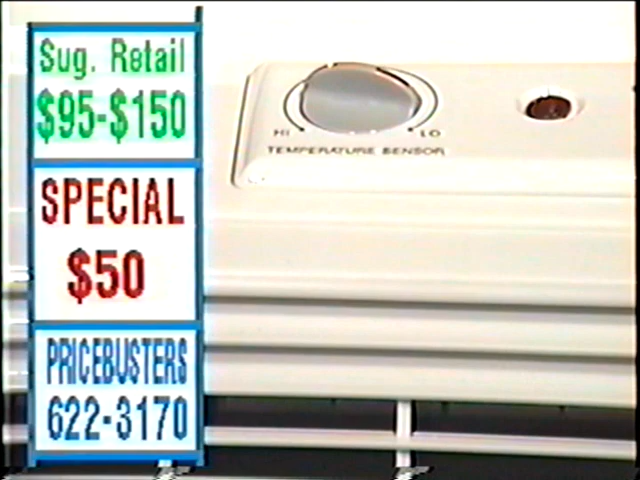 Sug. Retail
$95-$150
SPECIAL
$50
PRICEBUSTERS
622-3170
HI
LO
TEMPERATURE SENSOR